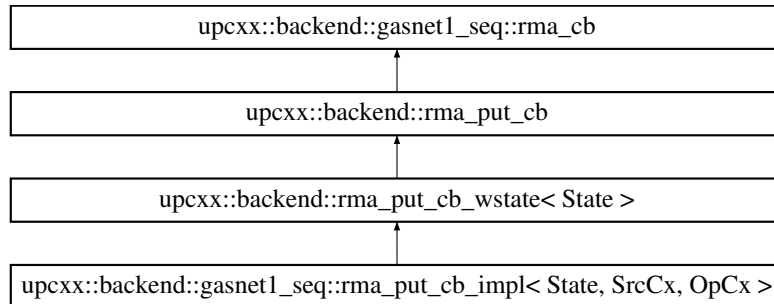 upcxx::backend::gasnet1_seq::rma_cb
upcxx::backend::rma_put_cb
upcxx::backend::rma_put_cb_wstate< State >
upcxx::backend::gasnet1_seq::rma_put_cb_impl< State, SrcCx, OpCx >